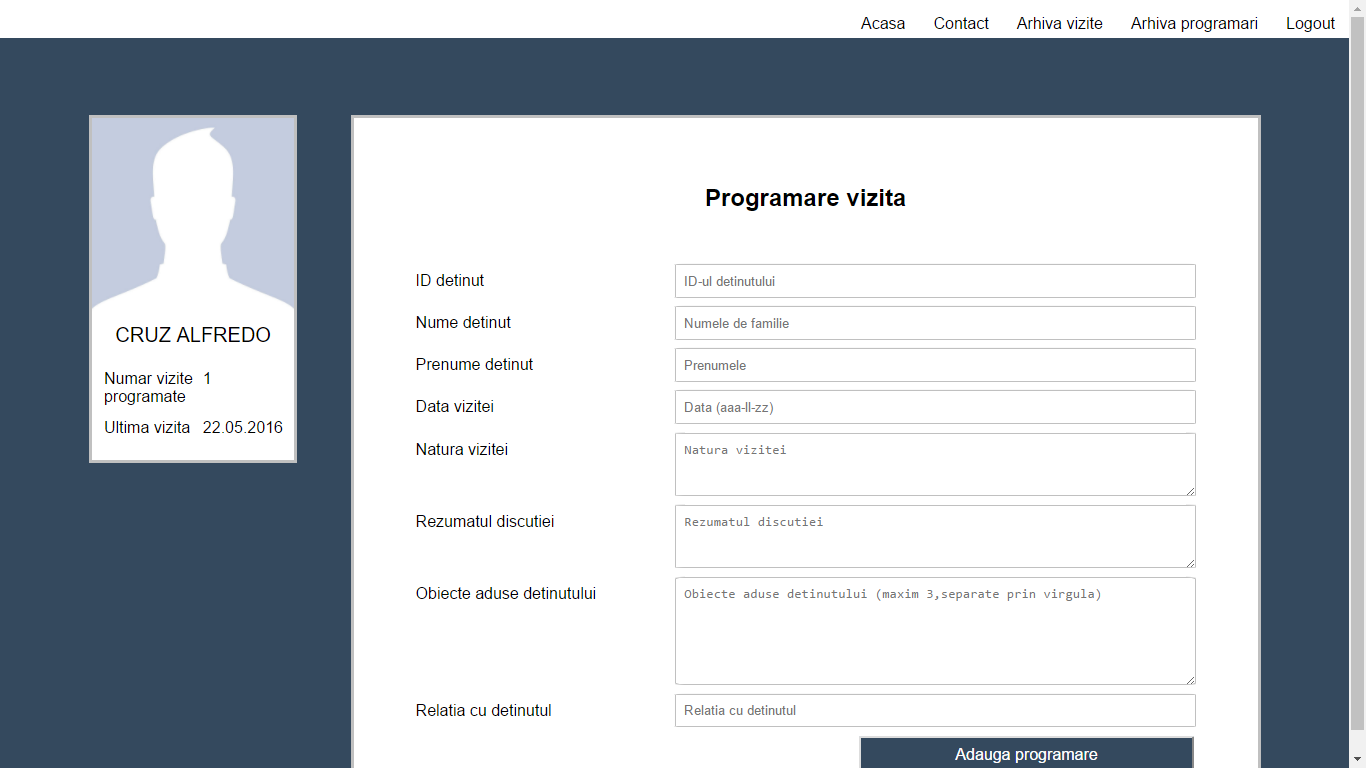 Acasa Contact Arhiva vizite Arhiva programari Logout
CRUZ ALFREDO
Numar vizite 1
programate
Ultima vizita 22.05.2016
Programare vizita
ID detinut ID-ul detinutului
Nume detinut Numele de familie
Prenume detinut Prenumele
Data vizitei Data (aaa-ll-zz)
Natura vizitei Natura vizitei
Rezumatul discutiei Rezumatul discutiei
Obiecte aduse detinutului Obiecte aduse detinutului (maxim 3,separate prin virgula)
Relatia cu detinutul Relatia cu detinutul
Adauga programare